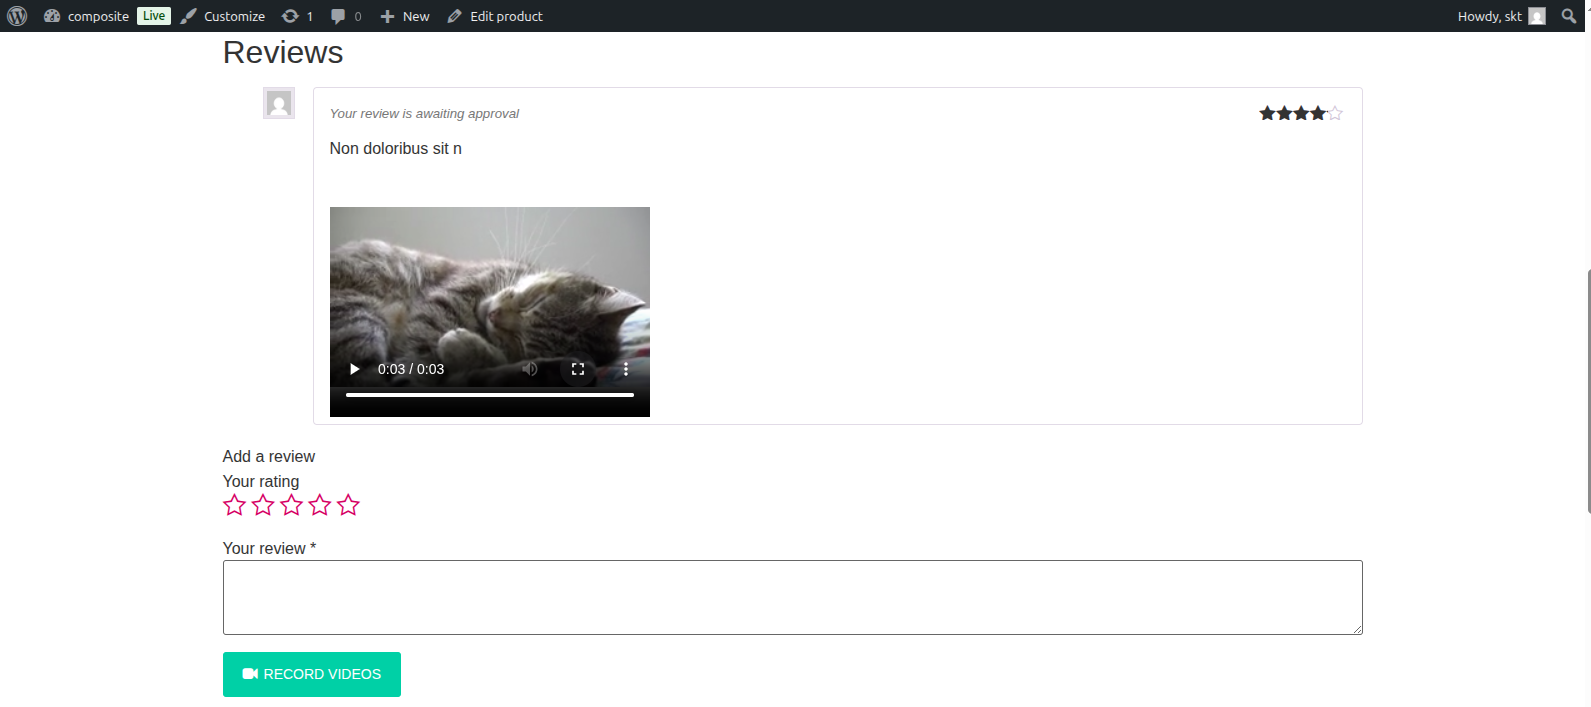 composite Live Customize 1 0 New Edit product Howdy, skt
Reviews
Your review is awaiting approval
Non doloribus sit n
0:03 / 0:03
Add a review
Your rating
Your review *
RECORD VIDEOS